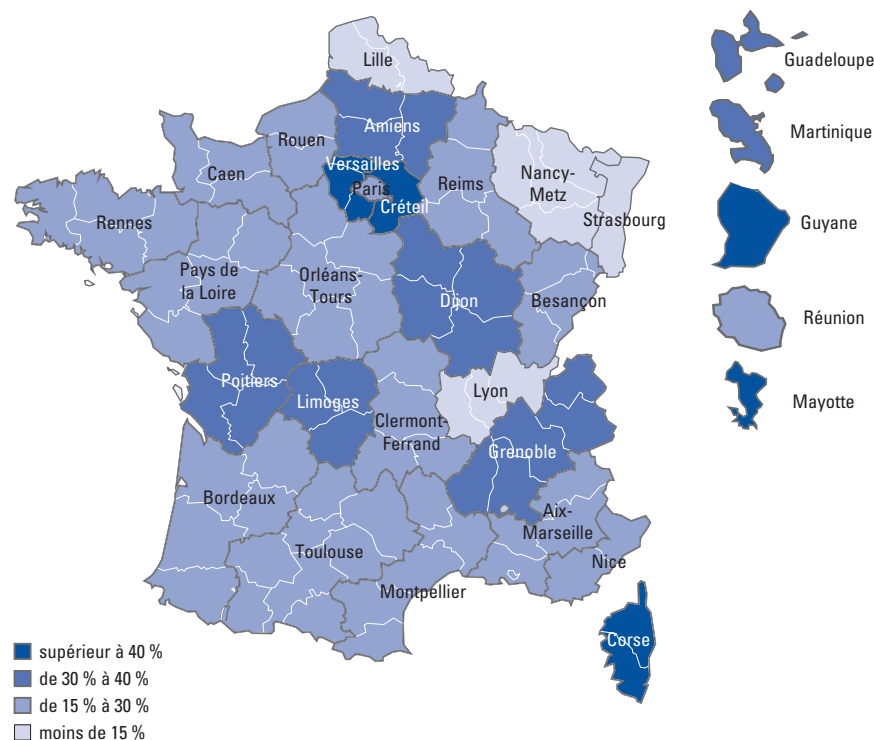 Lille
Guadeloupe
Amiens
Rouen
Martinique
Versailles
Caen
Paris
Reims
Nancy-
Metz
Créteil
Strasbourg
Rennes
Guyane
Pays de
la Loire
Orléans-
Tours
Dijon
Besançon
Réunion
Poitiers
Limoges
Lyon
Mayotte
Clermont-
Ferrand
Grenoble
Bordeaux
Aix-
Marseille
Toulouse
Nice
Montpellier
Corse
supérieur à 40 %
de 30 % à 40 %
de 15 % à 30 %
moins de 15 %